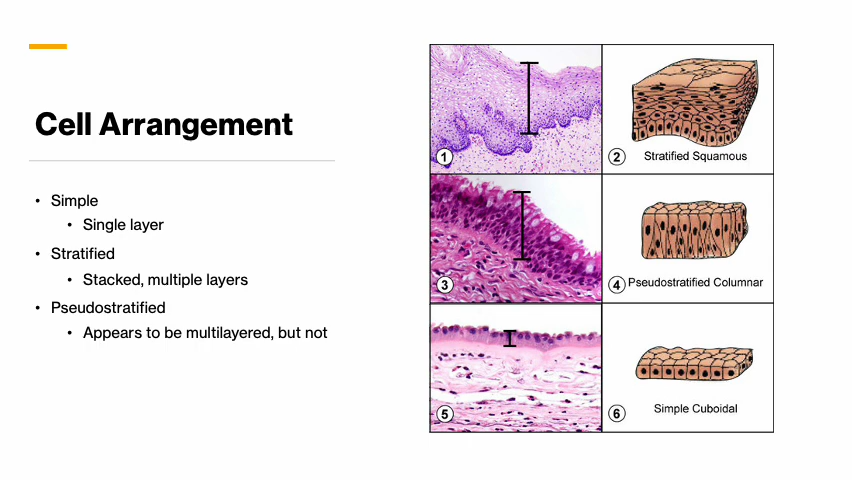 Cell Arrangement
• Simple
• Single layer
• Stratified
• Stacked, multiple layers
• Pseudostratified
• Appears to be multilayered, but not
1
2
Stratified Squamous
3
4
Pseudostratified Columnar
5
6
Simple Cuboidal